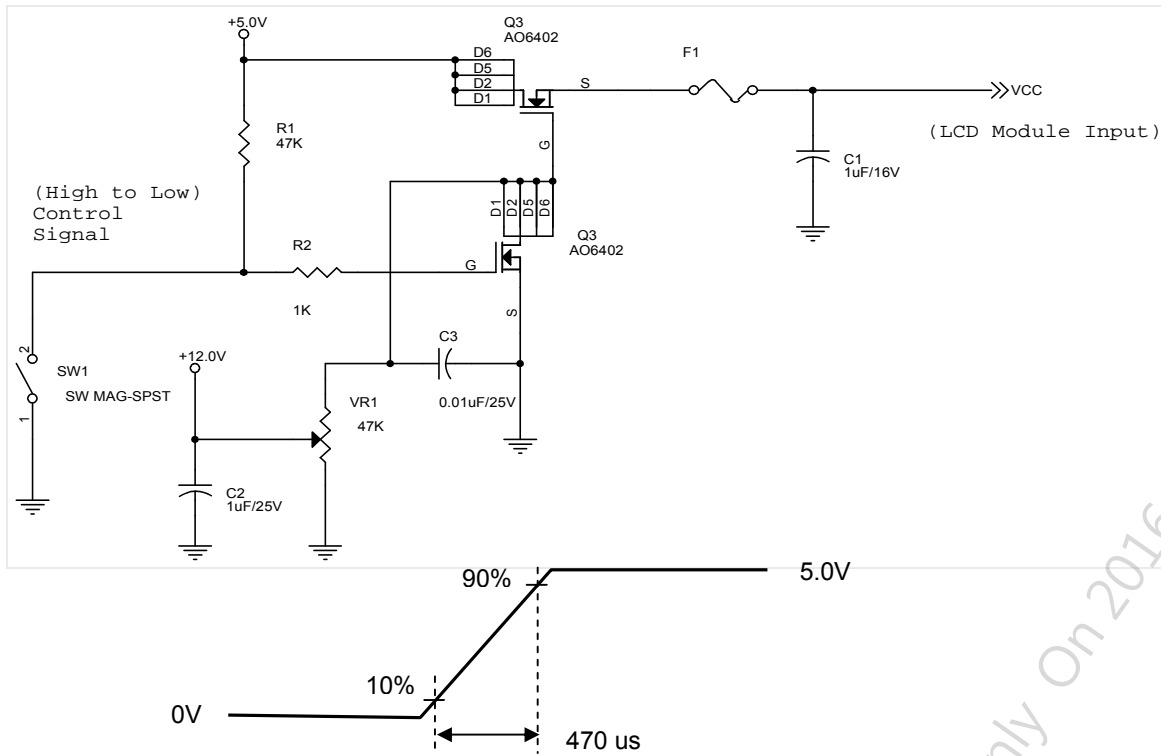 +5.0V
Q3
AO6402
D6
D5
D2
D1
S
F1
VCC
(LCD Module Input)
R1
47K
G
C1
1uF/16V
(High to Low)
Control
Signal
D1
D2
D5
D6
Q3
AO6402
R2
G
1K
S
2
SW1
SW MAG-SPST
1
+12.0V
C3
0.01uF/25V
VR1
47K
C2
1uF/25V
90%
5.0V
10%
0V
470 us
On 2016